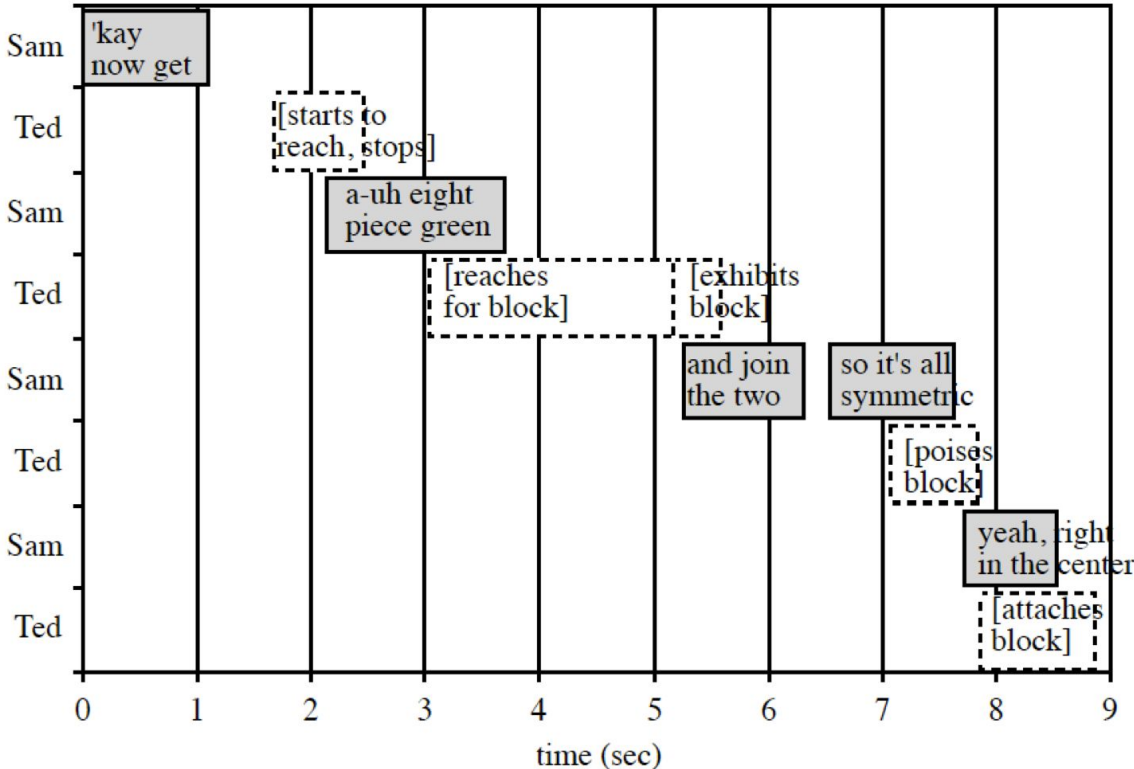 Sam
'kay
now get
Ted
[starts to
reach, stops]
Sam
a-uh eight
piece green
Ted
[reaches
for block]
[exhibits
block]
Sam
and join
the two
so it's all
symmetric
Ted
[poises
block]
Sam
yeah, right
in the center
Ted
[attaches
block]
0 1 2 3 4 5 6 7 8 9
time (sec)